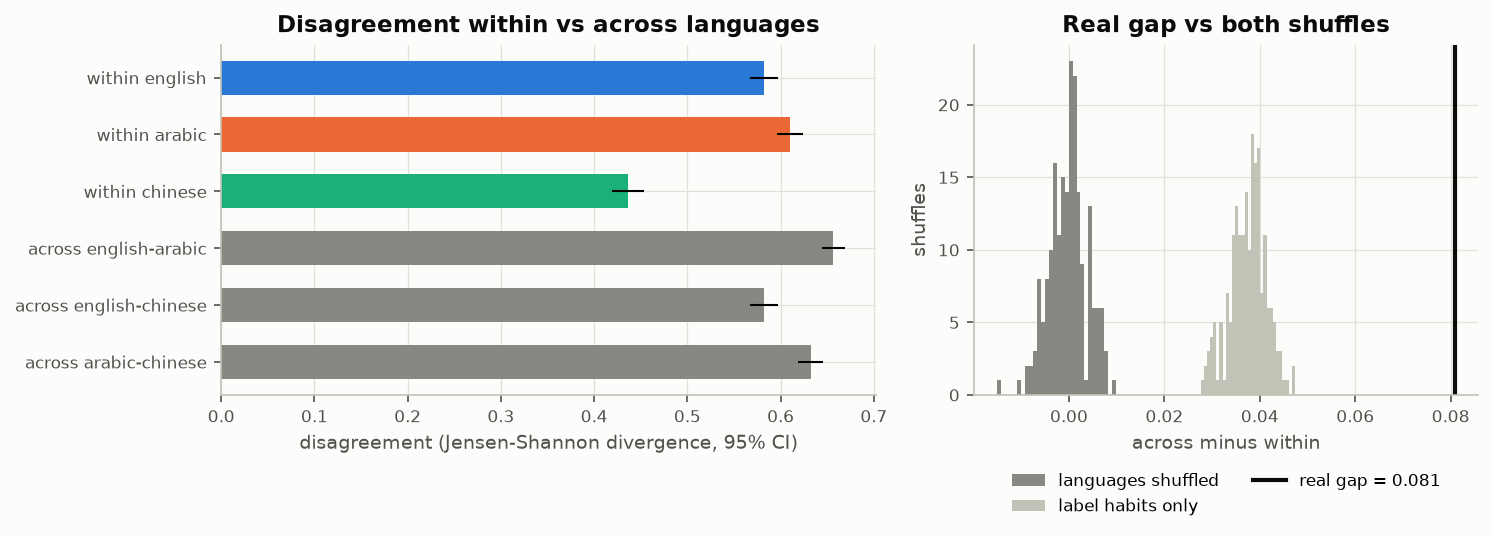 Disagreement within vs across languages
within english
within arabic
within chinese
across english-arabic
across english-chinese
across arabic-chinese
0.0 0.1 0.2 0.3 0.4 0.5 0.6 0.7
disagreement (Jensen-Shannon divergence, 95% CI)
Real gap vs both shuffles
shuffles
20
15
10
5
0
0.00 0.02 0.04 0.06 0.08
across minus within
languages shuffled
label habits only
real gap = 0.081